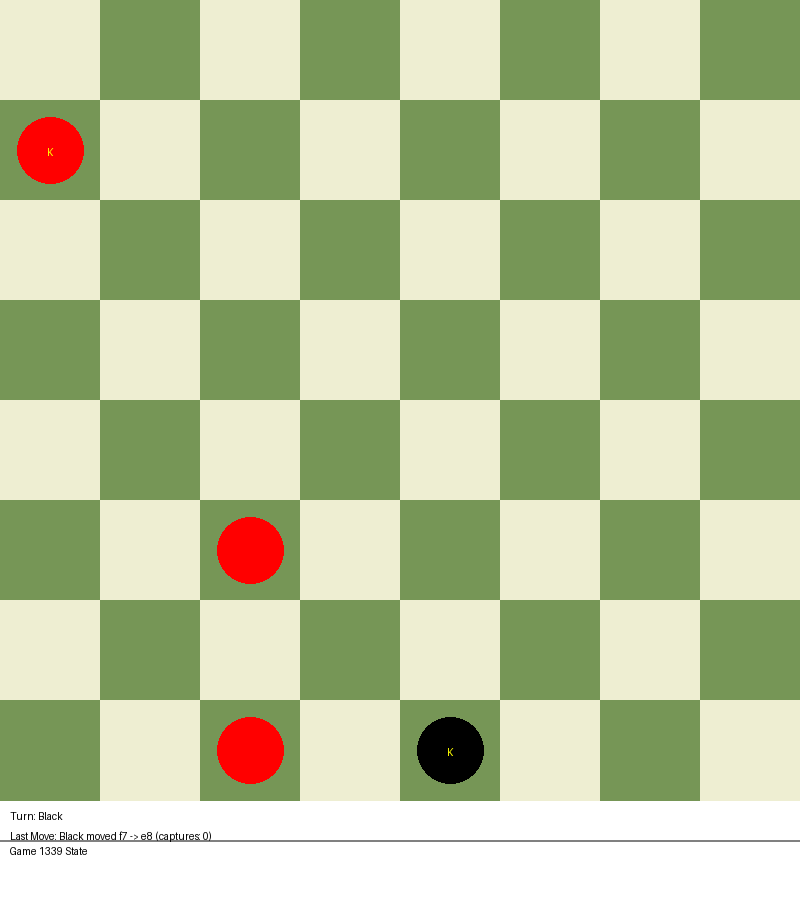 K
K
Turn: Black
Last Move: Black moved f7 -> e8 (captures: 0)
Game 1339 State